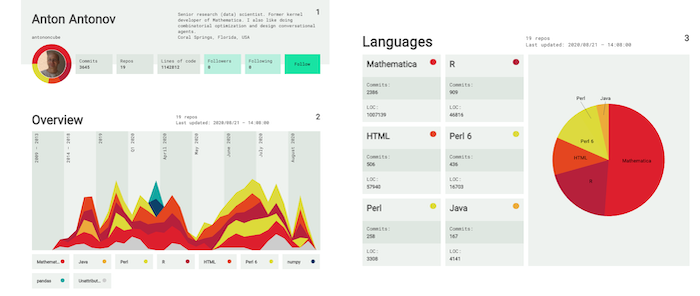 Anton Antonov
antononcube
Senior research (data) scientist. Former kernel
developer of Mathematica. I also like doing
combinatorial optimization and design conversational
agents.
Coral Springs, Florida, USA
1
Commits
3645
Repos
19
Lines of code
1142012
Followers
0
Following
0
Follow
Overview
19 repos
Last updated: 2020/08/21 - 14:08:00
2
2014 - 2018
2019
Q1 2020
April 2020
May 2020
June 2020
July 2020
August 2020
Mathemat...
Java
Perl
R
HTML
Perl 6
numpy
pandas
Unattribut...
Languages
19 repos
Last updated: 2020/08/21 - 14:08:00
3
Mathematica
Commits:
2286
LOC:
1007139
R
Commits:
909
LOC:
46816
HTML
Commits:
506
LOC:
57940
Perl 6
Commits:
436
LOC:
16703
Perl
Commits:
258
LOC:
3308
Java
Commits:
167
LOC:
4141
Perl
Java
Perl 6
HTML
R
Mathematica